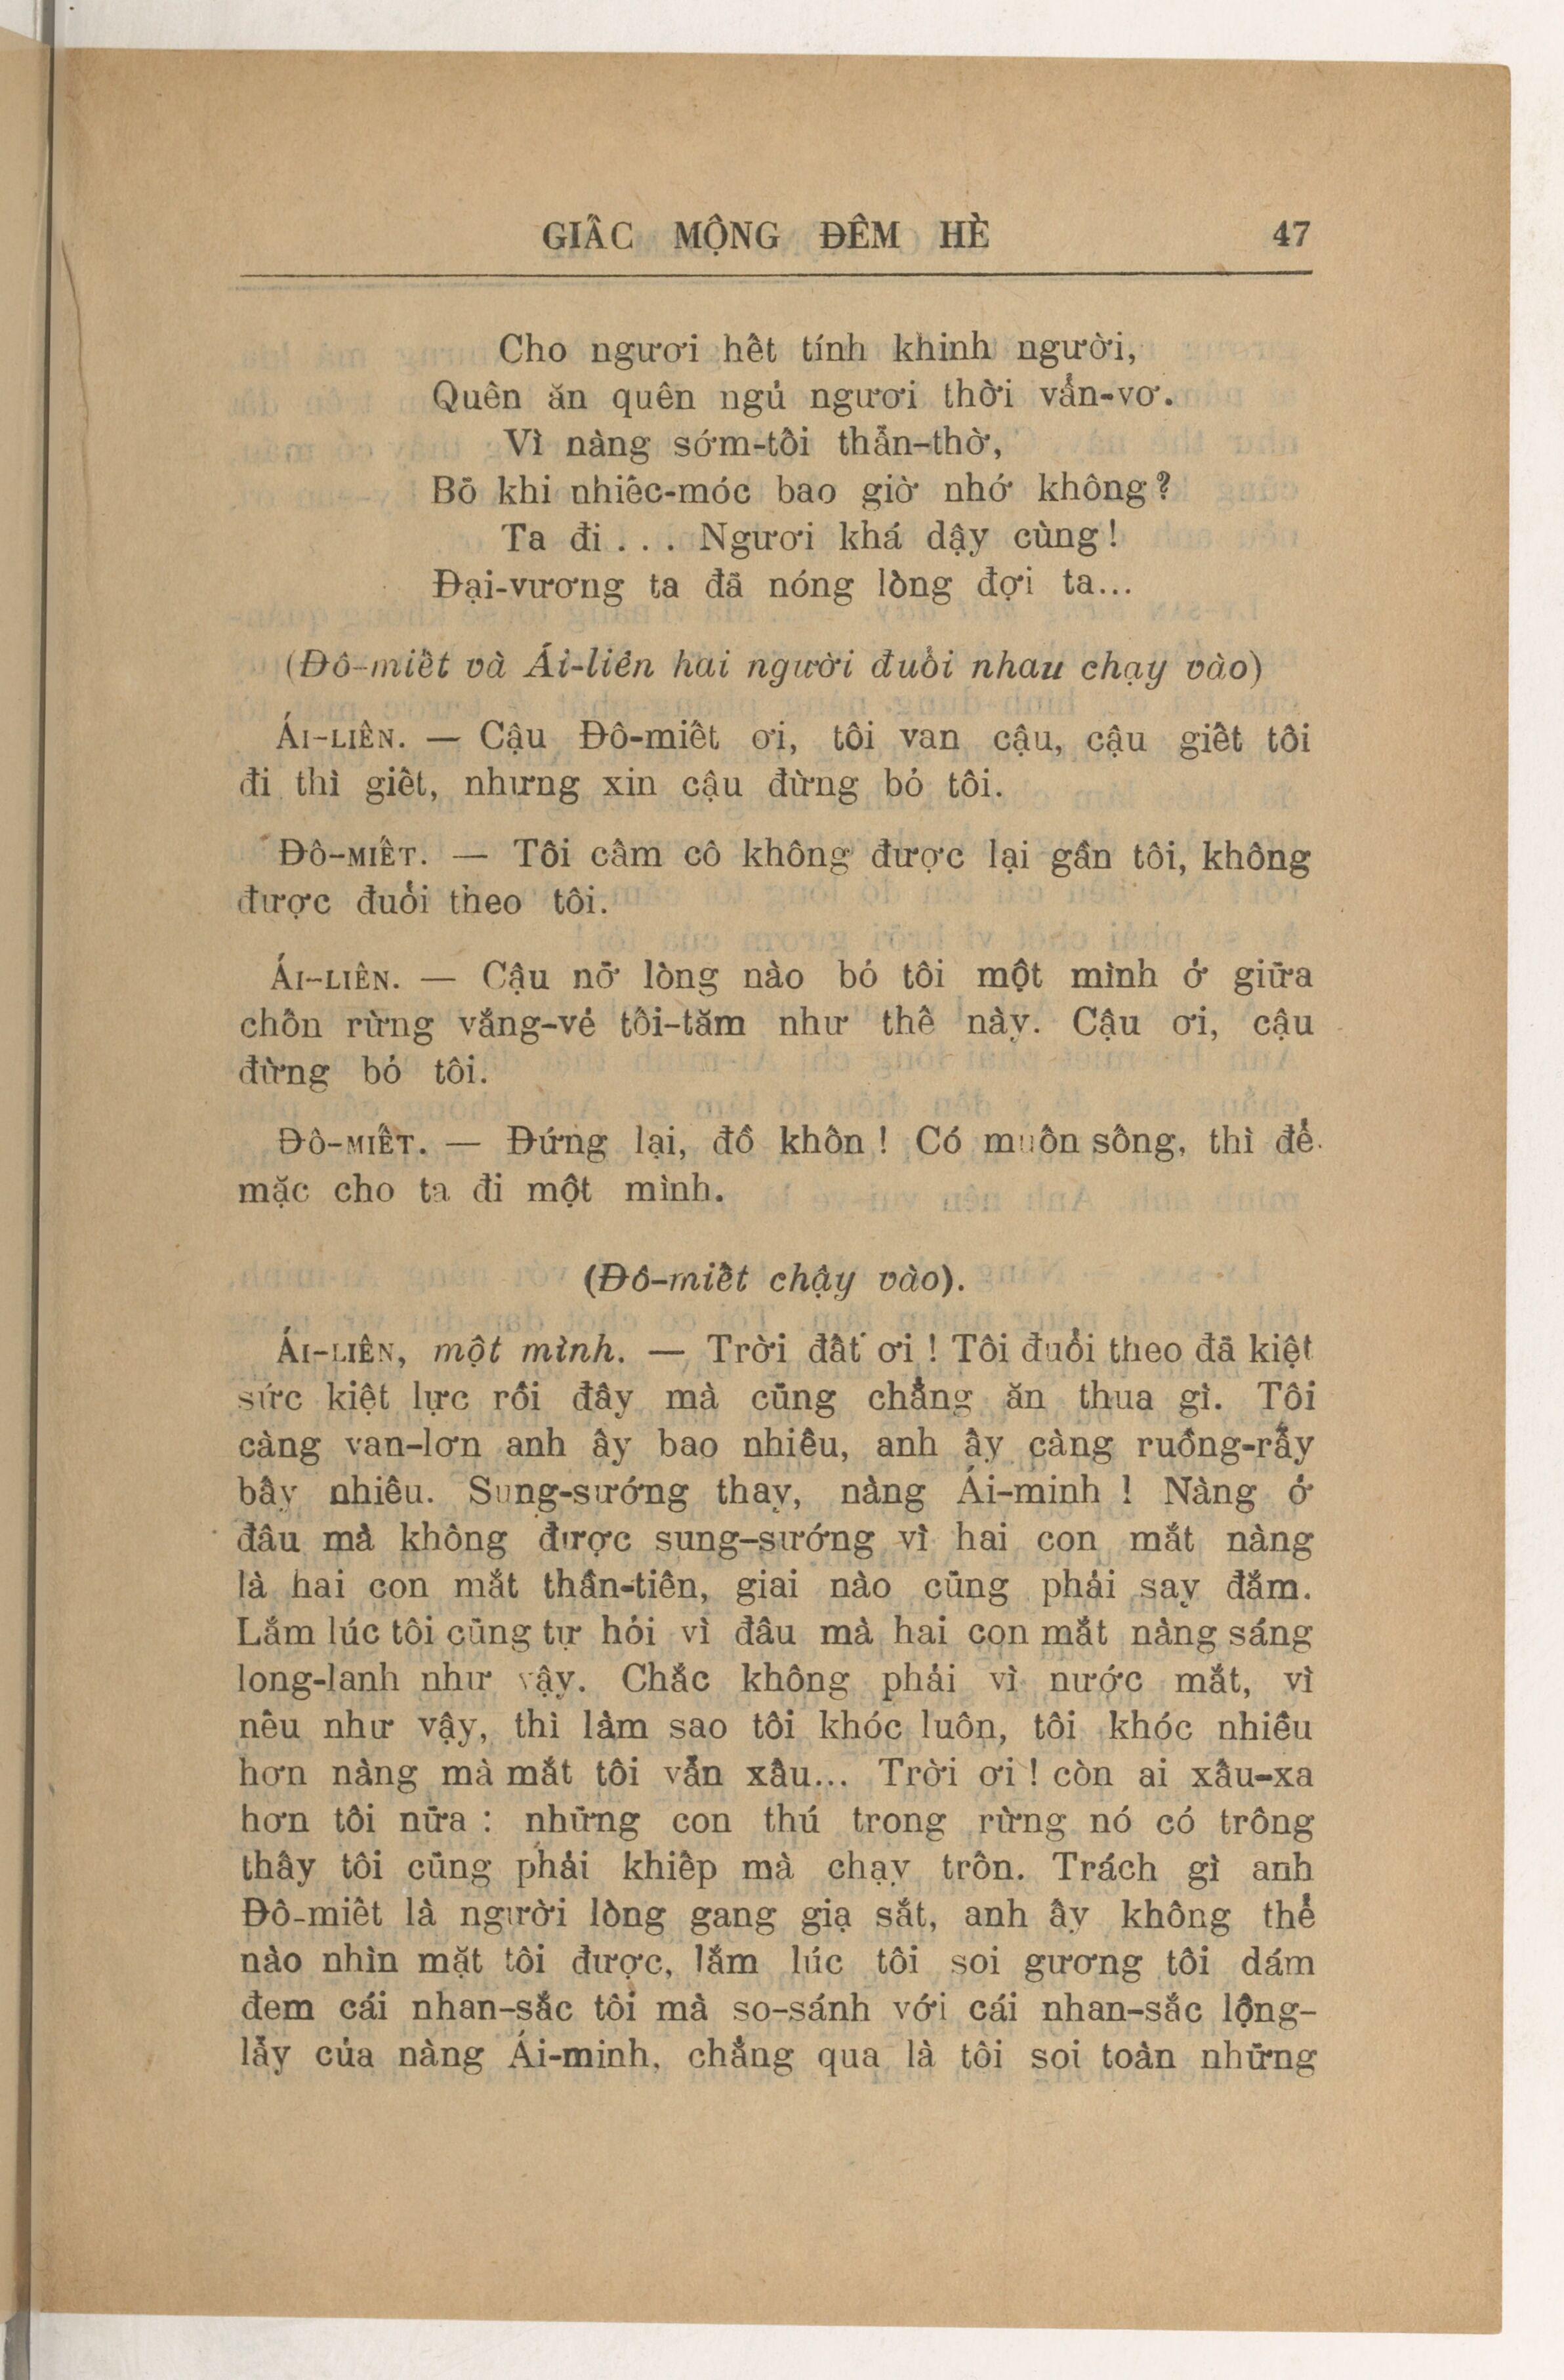 GIẤC MỘNG ĐÊM HÈ 47
Cho ngươi hết tính khinh người,
Quên ăn quên ngủ ngươi thời vẩn-vơ.
Vì nàng sớm-tối thẫn-thờ,
Bõ khi nhiếc-móc bao giờ nhớ không?
Ta đi... Ngươi khá dậy cùng!
Đại-vương ta đã nóng lòng đợi ta...
(Đô-miết và Ái-liên hai người đuổi nhau chạy vào)
ÁI-LIÊN. — Cậu Đô-miết ơi, tôi van cậu, cậu giết tôi
đi thì giết, nhưng xin cậu đừng bỏ tôi.
ĐÔ-MIẾT. — Tôi cấm cô không được lại gần tôi, không
được đuổi theo tôi.
ÁI-LIÊN. — Cậu nỡ lòng nào bỏ tôi một mình ở giữa
chốn rừng vắng-vẻ tối-tăm như thế này. Cậu ơi, cậu
đừng bỏ tôi.
ĐÔ-MIẾT. — Đứng lại, đồ khốn! Có muốn sống, thì để
mặc cho ta đi một mình.
(Đô-miết chậy vào).
ÁI-LIÊN, một mình. — Trời đất ơi! Tôi đuổi theo đã kiệt
sức kiệt lực rồi đây mà cũng chẳng ăn thua gì. Tôi
càng van-lơn anh ấy bao nhiêu, anh ấy càng ruồng-rẫy
bấy nhiêu. Sung-sướng thay, nàng Ái-minh! Nàng ở
đâu mà không được sung-sướng vì hai con mắt nàng
là hai con mắt thần-tiên, giai nào cũng phải say đắm.
Lắm lúc tôi cũng tự hỏi vì đâu mà hai con mắt nàng sáng
long-lanh như vậy. Chắc không phải vì nước mắt, vì
nếu như vậy, thì làm sao tôi khóc luôn, tôi khóc nhiều
hơn nàng mà mắt tôi vẫn xấu... Trời ơi! còn ai xấu-xa
hơn tôi nữa: những con thú trong rừng nó có trông
thấy tôi cũng phải khiếp mà chạy trốn. Trách gì anh
Đô-miết là người lòng gang giạ sắt, anh ấy không thể
nào nhìn mặt tôi được, lắm lúc tôi soi gương tôi dám
đem cái nhan-sắc tôi mà so-sánh với cái nhan-sắc lộng-
lẫy của nàng Ái-minh, chẳng qua là tôi soi toàn những